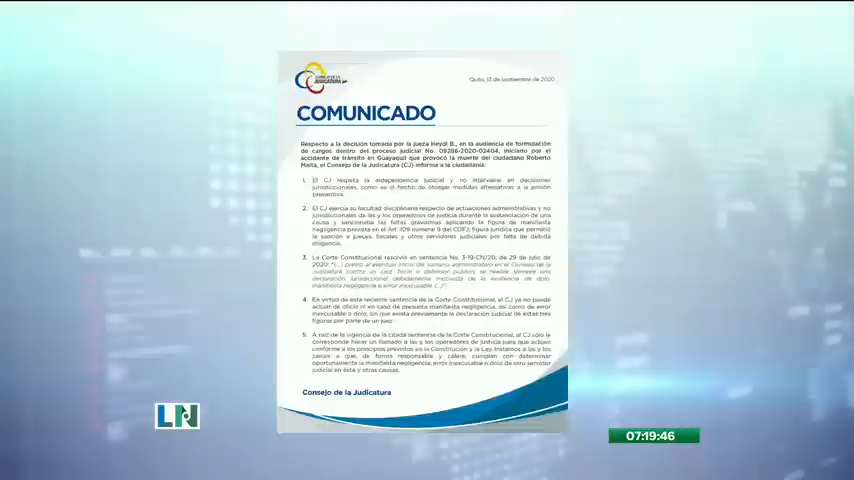 CONSEJO DE LA
JUDICATURA
Quito, 13 de septiembre de 2020
COMUNICADO
Respecto a la decisión tomada por la jueza Heydi B., en la audiencia de formulación
de cargos dentro del proceso judicial No. 09286-2020-02404, iniciado por el
accidente de tránsito en Guayaquil que provocó la muerte del ciudadano Roberto
Malta, el Consejo de la Judicatura (CJ) informa a la ciudadanía:
1. El CJ respeta la independencia judicial y no interviene en decisiones
jurisdiccionales, como es el hecho de otorgar medidas alternativas a la prisión
preventiva.
2. El CJ ejercía su facultad disciplinaria respecto de actuaciones administrativas y no
jurisdiccionales de las y los operadores de justicia durante la sustanciación de una
causa y sancionaba las faltas gravísimas aplicando la figura de manifiesta
negligencia prevista en el Art. 109 numeral 7 del COFJ; figura jurídica que permitió
la sanción a jueces, fiscales y otros servidores judiciales por falta de debida
diligencia.
3. La Corte Constitucional resolvió en sentencia No. 3-19-CN/20, de 29 de julio de
2020: "(...) previo al eventual inicio del sumario administrativo en el Consejo de la
Judicatura contra un juez, fiscal o defensor público, se realice siempre una
declaración jurisdiccional debidamente motivada de la existencia de dolo,
manifiesta negligencia o error inexcusable (...)".
4. En virtud de esta reciente sentencia de la Corte Constitucional, el CJ ya no puede
actuar de oficio ni en caso de presunta manifiesta negligencia, así como de error
inexcusable o dolo, sin que exista previamente la declaración judicial de estas tres
figuras por parte de un juez.
5. A raíz de la vigencia de la citada sentencia de la Corte Constitucional, al CJ sólo le
corresponde hacer un llamado a las y los operadores de justicia para que actúen
conforme a los principios previstos en la Constitución y la Ley. Instamos a las y los
jueces a que, de forma responsable y célere, cumplan con determinar
oportunamente la manifiesta negligencia, error inexcusable o dolo de otro servidor
judicial en ésta y otras causas.
Consejo de la Judicatura
LN
07:19:46